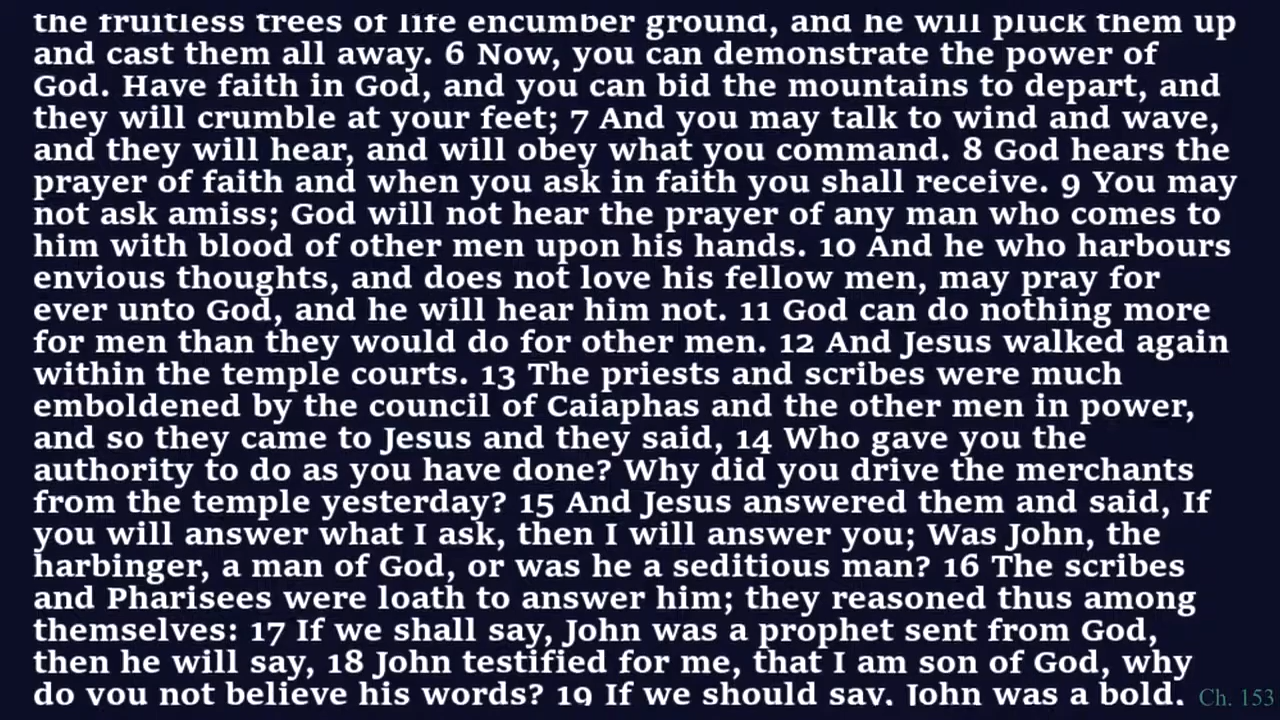 the fruitless trees of life encumber ground, and he will pluck them up
and cast them all away. 6 Now, you can demonstrate the power of
God. Have faith in God, and you can bid the mountains to depart, and
they will crumble at your feet; 7 And you may talk to wind and wave,
and they will hear, and will obey what you command. 8 God hears the
prayer of faith and when you ask in faith you shall receive. 9 You may
not ask amiss; God will not hear the prayer of any man who comes to
him with blood of other men upon his hands. 10 And he who harbours
envious thoughts, and does not love his fellow men, may pray for
ever unto God, and he will hear him not. 11 God can do nothing more
for men than they would do for other men. 12 And Jesus walked again
within the temple courts. 13 The priests and scribes were much
emboldened by the council of Caiaphas and the other men in power,
and so they came to Jesus and they said, 14 Who gave you the
authority to do as you have done? Why did you drive the merchants
from the temple yesterday? 15 And Jesus answered them and said, If
you will answer what I ask, then I will answer you; Was John, the
harbinger, a man of God, or was he a seditious man? 16 The scribes
and Pharisees were loath to answer him; they reasoned thus among
themselves: 17 If we shall say, John was a prophet sent from God,
then he will say, 18 John testified for me, that I am son of God, why
do you not believe his words? 19 If we should say, John was a bold,
Ch. 153